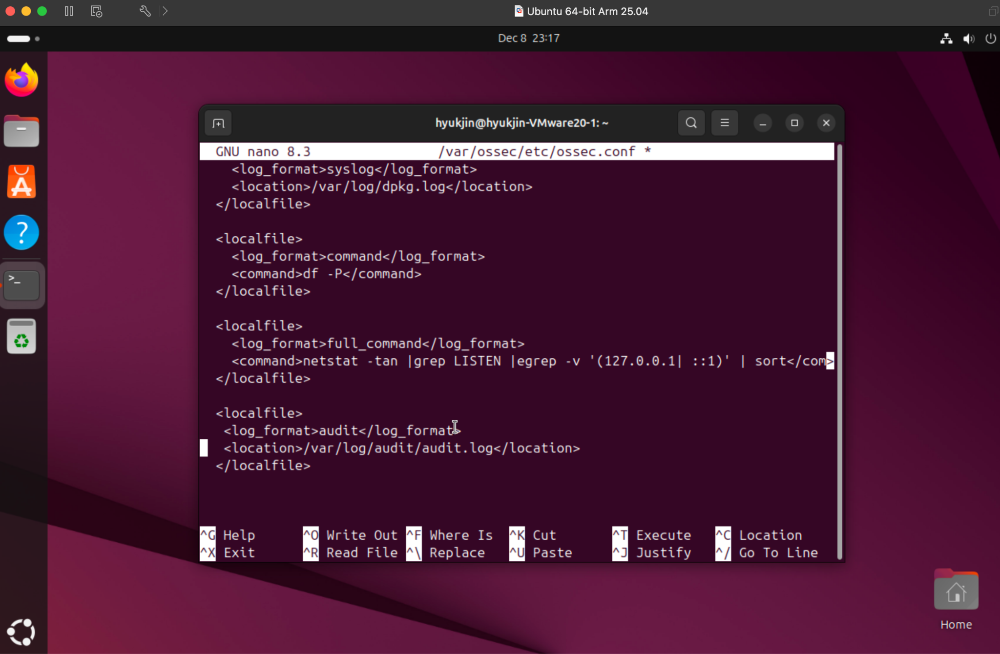 Ubuntu 64-bit Arm 25.04
Dec 8 23:17
hyukjin@hyukjin-VMware20-1: ~
GNU nano 8.3 /var/ossec/etc/ossec.conf *
<log_format>syslog</log_format>
<location>/var/log/dpkg.log</location>
</localfile>
<localfile>
<log_format>command</log_format>
<command>df -P</command>
</localfile>
<localfile>
<log_format>full_command</log_format>
<command>netstat -tan |grep LISTEN |egrep -v '(127.0.0.1| ::1)' | sort</com>
</localfile>
<localfile>
<log_format>audit</log_format>
<location>/var/log/audit/audit.log</location>
</localfile>
^G Help ^O Write Out ^F Where Is ^K Cut ^T Execute ^C Location
^X Exit ^R Read File ^\ Replace ^U Paste ^J Justify ^/ Go To Line
Home